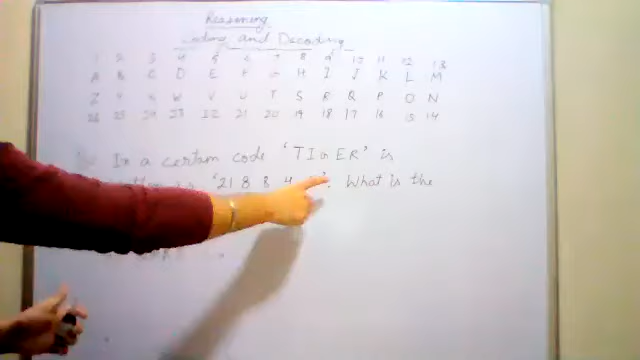 Reasoning
Coding and Decoding
1 2 3 4 5 6 7 8 9 10 11 12 13
A B C D E F G H I J K L M
Z Y X W V U T S R Q P O N
26 25 24 23 22 21 20 19 18 17 16 15 14
In a certain code 'TIGER' is
'21 8 8 4 '. What is the